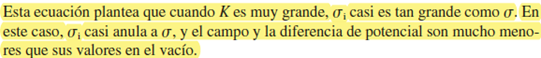 Esta ecuación plantea que cuando K es muy grande, σi casi es tan grande como σ. En
este caso, σi casi anula a σ, y el campo y la diferencia de potencial son mucho meno-
res que sus valores en el vacío.